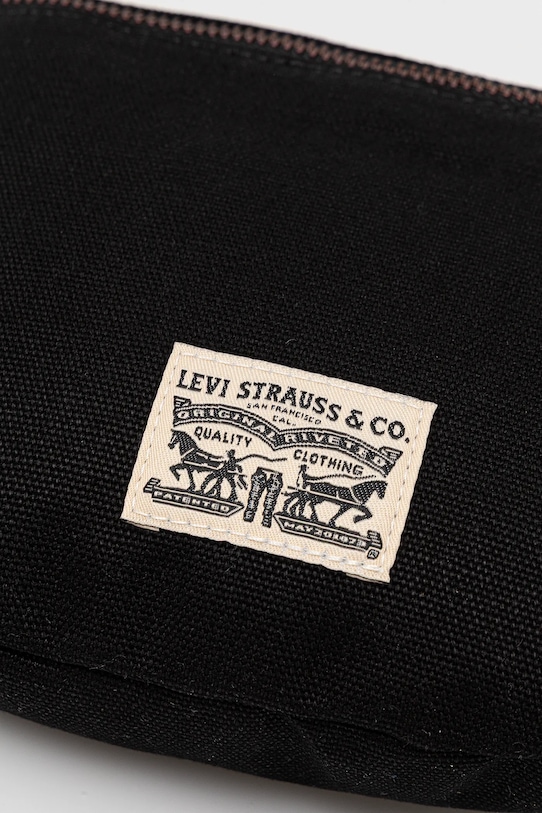 LEVI STRAUSS & CO.
SAN FRANCISCO
CAL.
ORIGINAL RIVETED
QUALITY CLOTHING
PATENTED MAY 20 1873
®